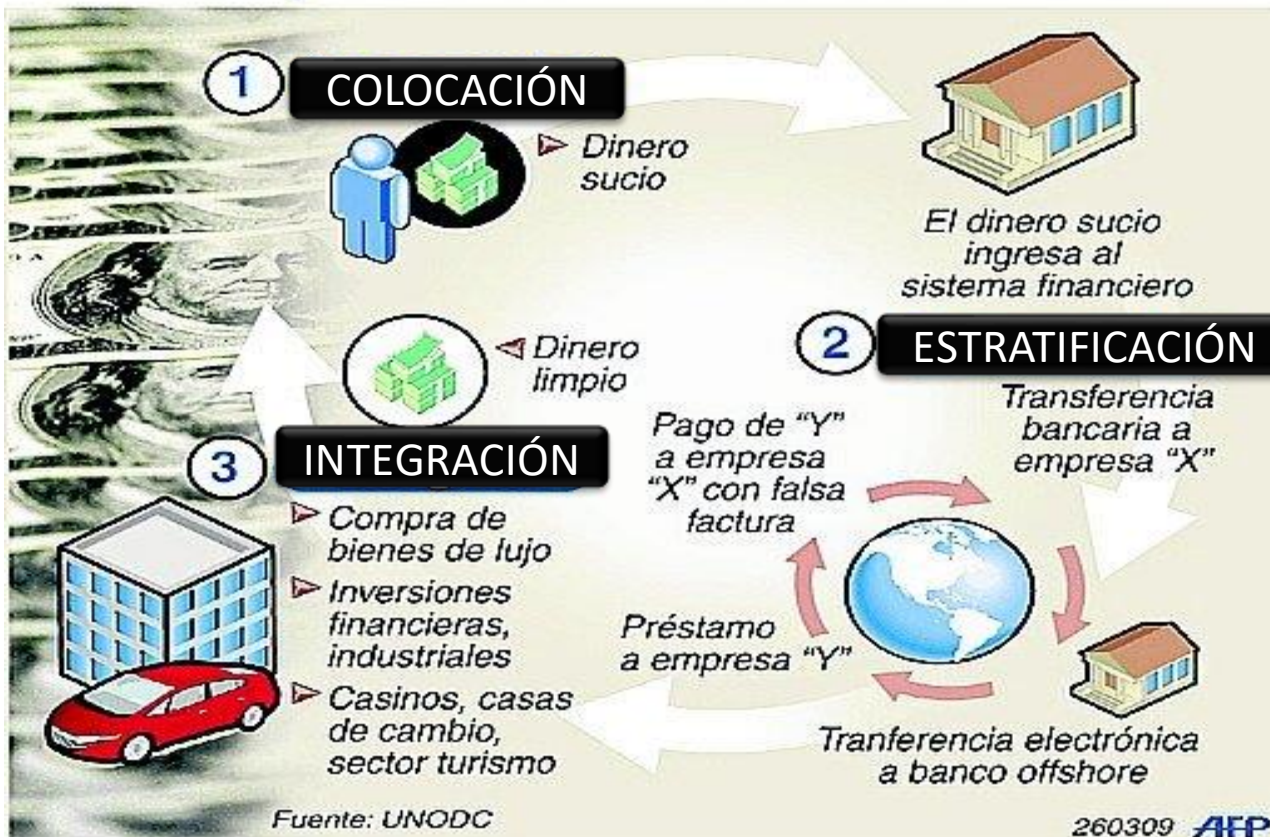 1
COLOCACIÓN
Dinero
sucio
El dinero sucio
ingresa al
sistema financiero
2
ESTRATIFICACIÓN
Transferencia
bancaria a
empresa “X”
Tranferencia electrónica
a banco offshore
Préstamo
a empresa “Y”
Pago de “Y”
a empresa
“X” con falsa
factura
3
INTEGRACIÓN
Dinero
limpio
Compra de
bienes de lujo
Inversiones
financieras,
industriales
Casinos, casas
de cambio,
sector turismo
Fuente: UNODC
260309 AFP